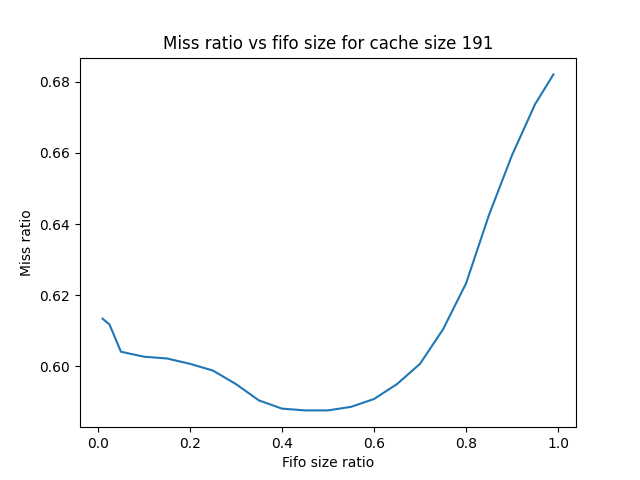 Miss ratio vs fifo size for cache size 191
0.68
0.66
0.64
0.62
0.60
Miss ratio
0.0 0.2 0.4 0.6 0.8 1.0
Fifo size ratio